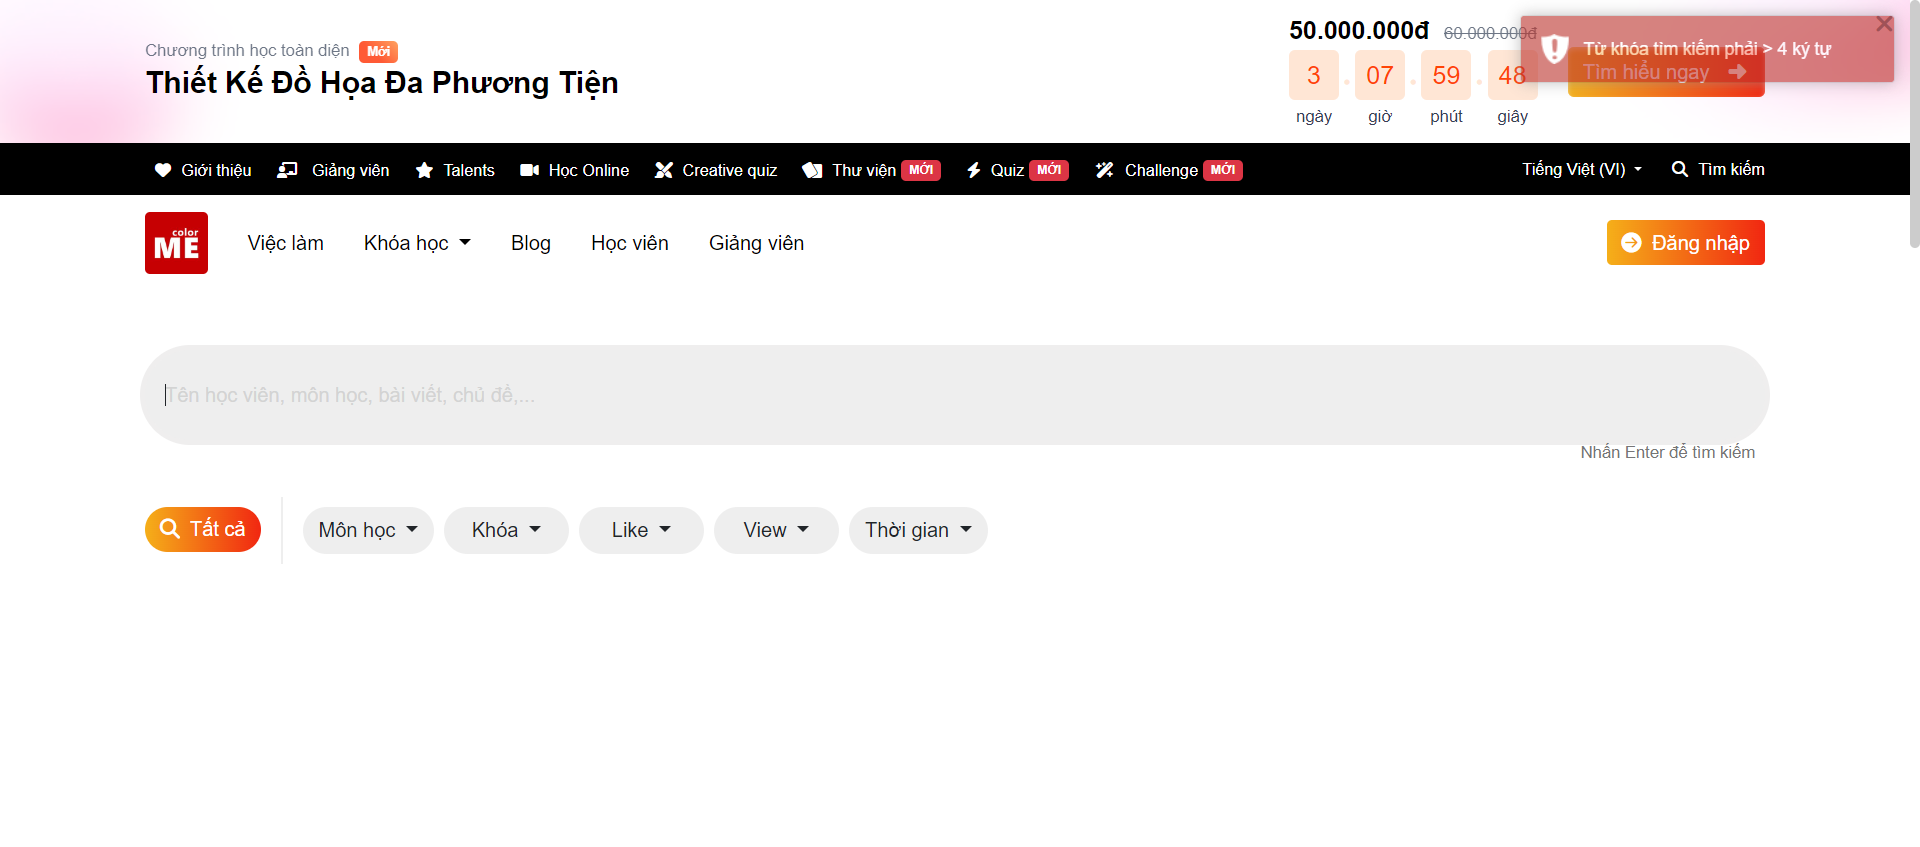 Chương trình học toàn diện Mới
Thiết Kế Đồ Họa Đa Phương Tiện
50.000.000đ 60.000.000đ
3 07 59 48
ngày giờ phút giây
Từ khóa tìm kiếm phải > 4 ký tự
Tìm hiểu ngay
Giới thiệu Giảng viên Talents Học Online Creative quiz Thư viện MỚI Quiz MỚI Challenge MỚI Tiếng Việt (VI) Tìm kiếm
color
ME
Việc làm Khóa học Blog Học viên Giảng viên Đăng nhập
Tên học viên, môn học, bài viết, chủ đề,...
Nhấn Enter để tìm kiếm
Tất cả Môn học Khóa Like View Thời gian